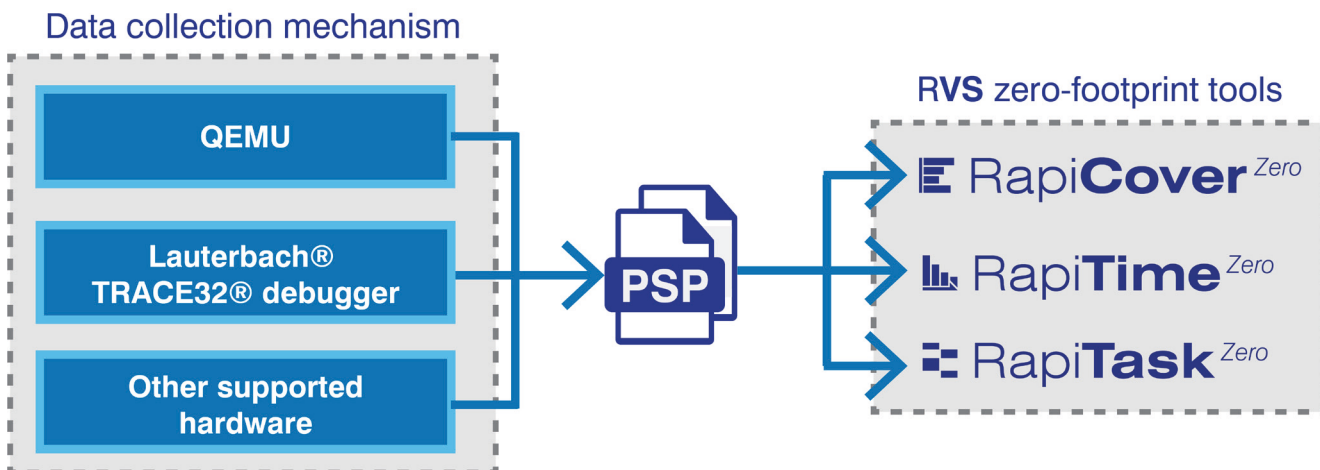 Data collection mechanism
QEMU
Lauterbach®
TRACE32® debugger
Other supported
hardware
PSP
RVS zero-footprint tools
RapiCover Zero
RapiTime Zero
RapiTask Zero